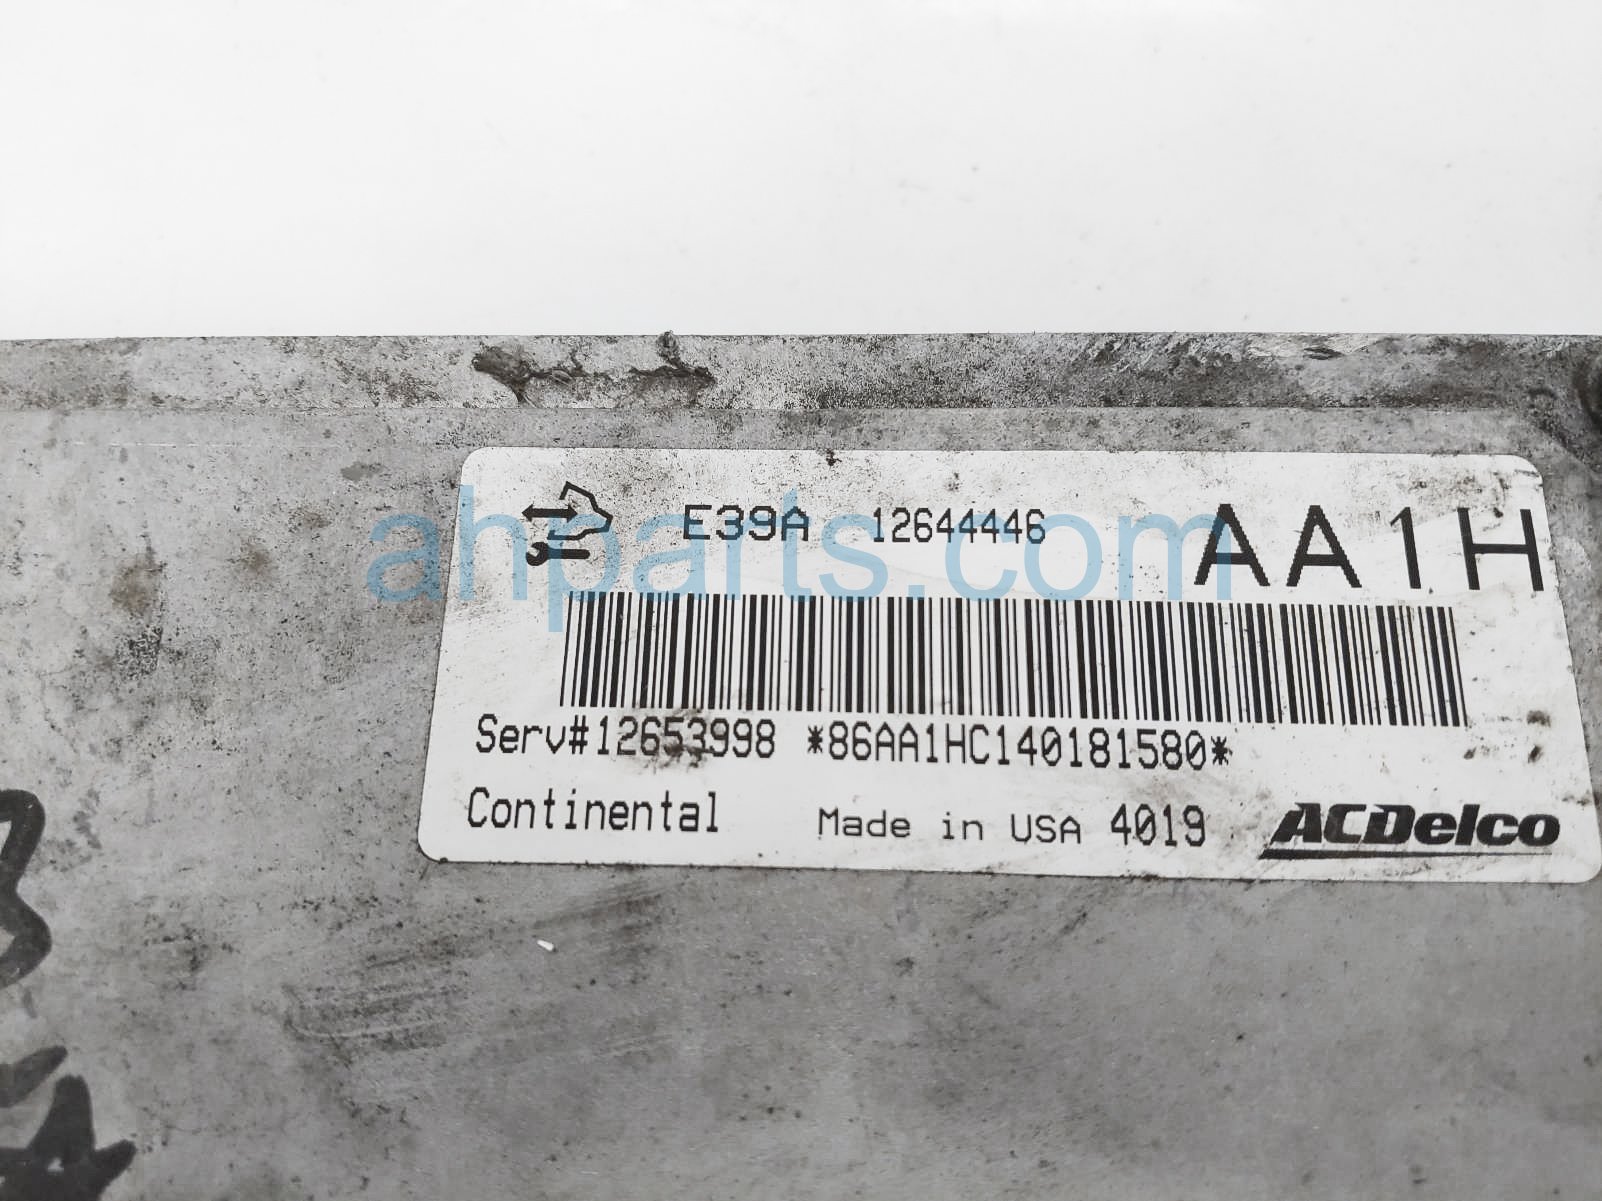 E39A 12644446 AA1H
ahparts.com
Serv#12653998 *86AA1HC140181580*
Continental Made in USA 4019 ACDelco